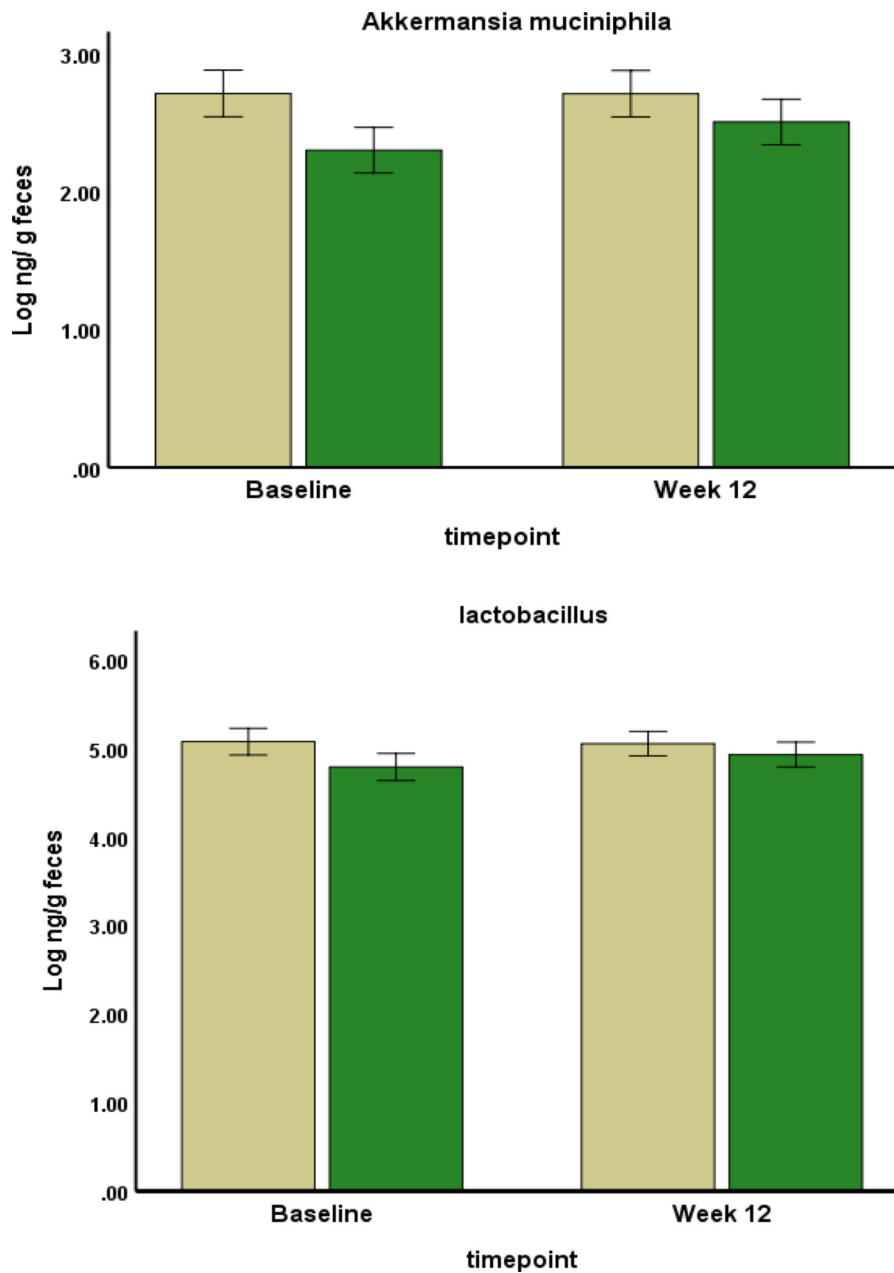 Akkermansia muciniphila
3.00
2.00
1.00
.00
Log ng/ g feces
Baseline
Week 12
timepoint
lactobacillus
6.00
5.00
4.00
3.00
2.00
1.00
.00
Log ng/g feces
Baseline
Week 12
timepoint